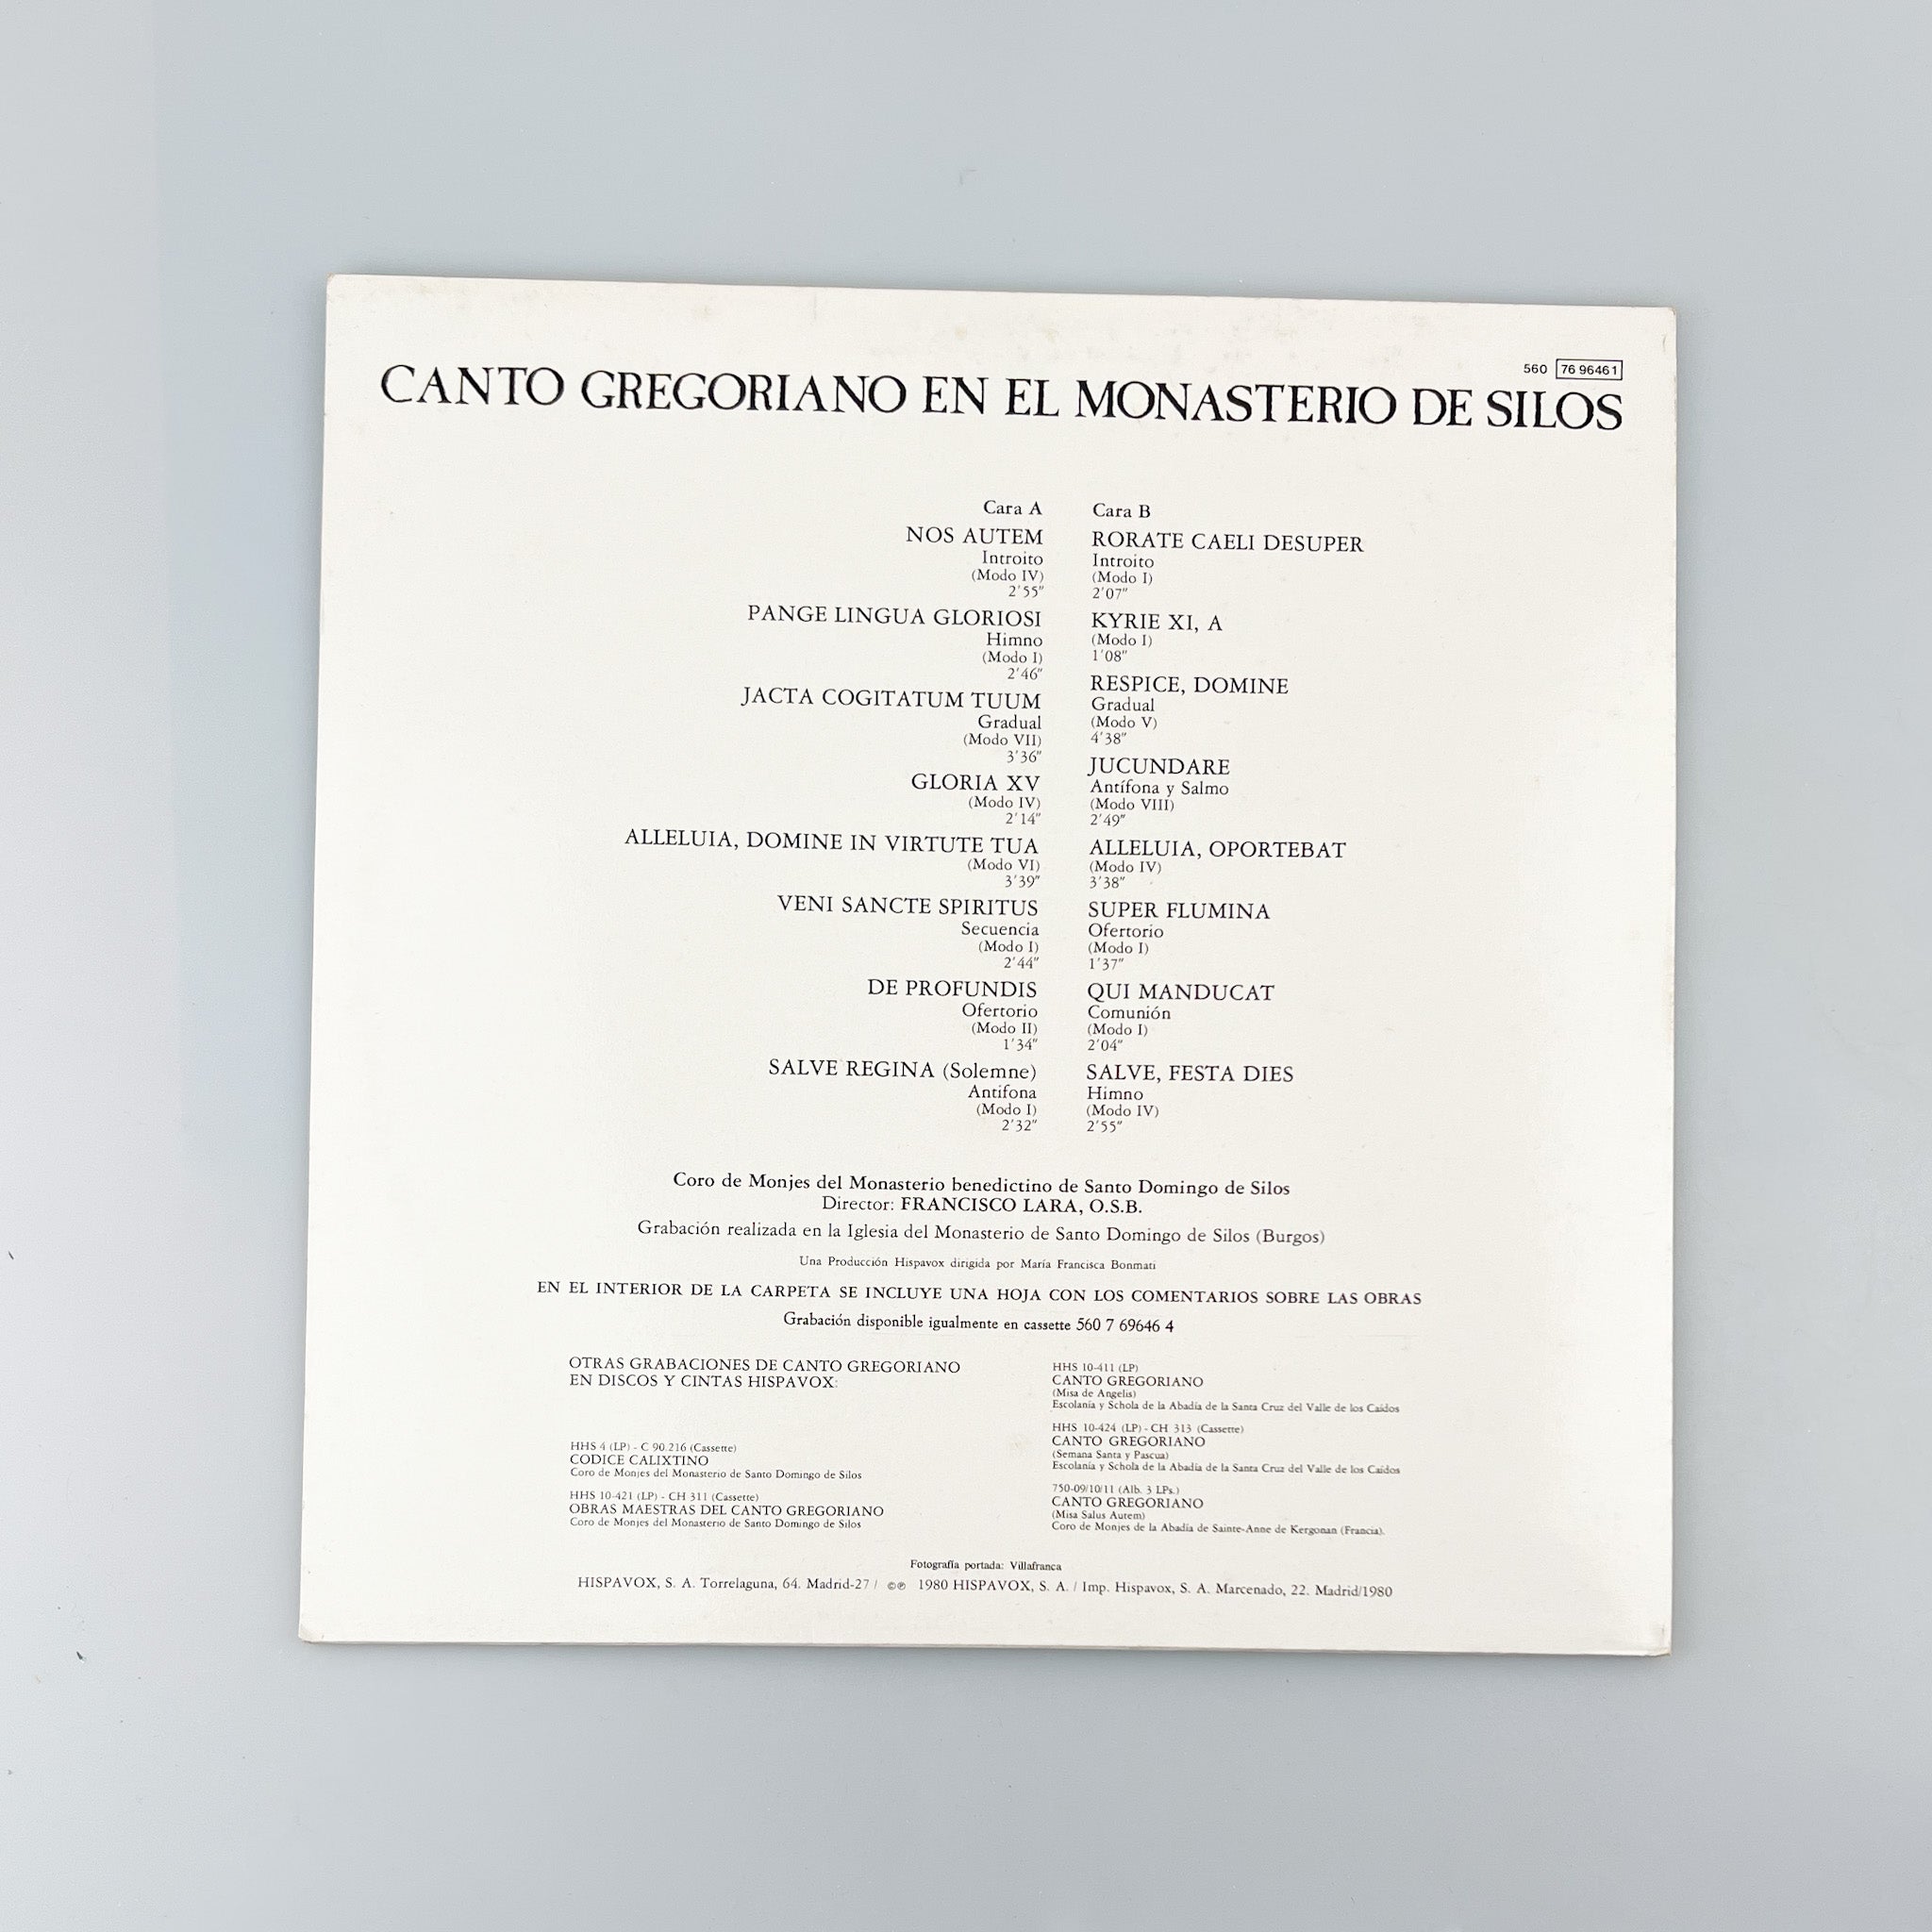 560 76 96461
CANTO GREGORIANO EN EL MONASTERIO DE SILOS
Cara A
NOS AUTEM
Introito
(Modo IV)
2'55"
PANGE LINGUA GLORIOSI
Himno
(Modo I)
2'46"
JACTA COGITATUM TUUM
Gradual
(Modo VII)
3'36"
GLORIA XV
(Modo IV)
2'14"
ALLELUIA, DOMINE IN VIRTUTE TUA
(Modo VI)
3'39"
VENI SANCTE SPIRITUS
Secuencia
(Modo I)
2'44"
DE PROFUNDIS
Ofertorio
(Modo II)
1'34"
SALVE REGINA (Solemne)
Antífona
(Modo I)
2'32"
Cara B
RORATE CAELI DESUPER
Introito
(Modo I)
2'07"
KYRIE XI, A
(Modo I)
1'08"
RESPICE, DOMINE
Gradual
(Modo V)
4'38"
JUCUNDARE
Antífona y Salmo
(Modo VIII)
2'49"
ALLELUIA, OPORTEBAT
(Modo IV)
3'38"
SUPER FLUMINA
Ofertorio
(Modo I)
1'37"
QUI MANDUCAT
Comunión
(Modo I)
2'04"
SALVE, FESTA DIES
Himno
(Modo IV)
2'55"
Coro de Monjes del Monasterio benedictino de Santo Domingo de Silos
Director: FRANCISCO LARA, O.S.B.
Grabación realizada en la Iglesia del Monasterio de Santo Domingo de Silos (Burgos)
Una Producción Hispavox dirigida por María Francisca Bonmati
EN EL INTERIOR DE LA CARPETA SE INCLUYE UNA HOJA CON LOS COMENTARIOS SOBRE LAS OBRAS
Grabación disponible igualmente en cassette 560 7 69646 4
OTRAS GRABACIONES DE CANTO GREGORIANO
EN DISCOS Y CINTAS HISPAVOX:
HHS 4 (LP) - C 90.216 (Cassette)
CODICE CALIXTINO
Coro de Monjes del Monasterio de Santo Domingo de Silos
HHS 10-421 (LP) - CH 311 (Cassette)
OBRAS MAESTRAS DEL CANTO GREGORIANO
Coro de Monjes del Monasterio de Santo Domingo de Silos
HHS 10-411 (LP)
CANTO GREGORIANO
(Misa de Angelis)
Escolanía y Schola de la Abadía de la Santa Cruz del Valle de los Caídos
HHS 10-424 (LP) - CH 313 (Cassette)
CANTO GREGORIANO
(Semana Santa y Pascua)
Escolanía y Schola de la Abadía de la Santa Cruz del Valle de los Caídos
750-09/10/11 (Alb. 3 LPs.)
CANTO GREGORIANO
(Misa Salus Autem)
Coro de Monjes de la Abadía de Sainte-Anne de Kergonan (Francia).
Fotografía portada: Villafranca
HISPAVOX, S. A. Torrelaguna, 64. Madrid-27 / ©℗ 1980 HISPAVOX, S. A. / Imp. Hispavox, S. A. Marcenado, 22. Madrid/1980